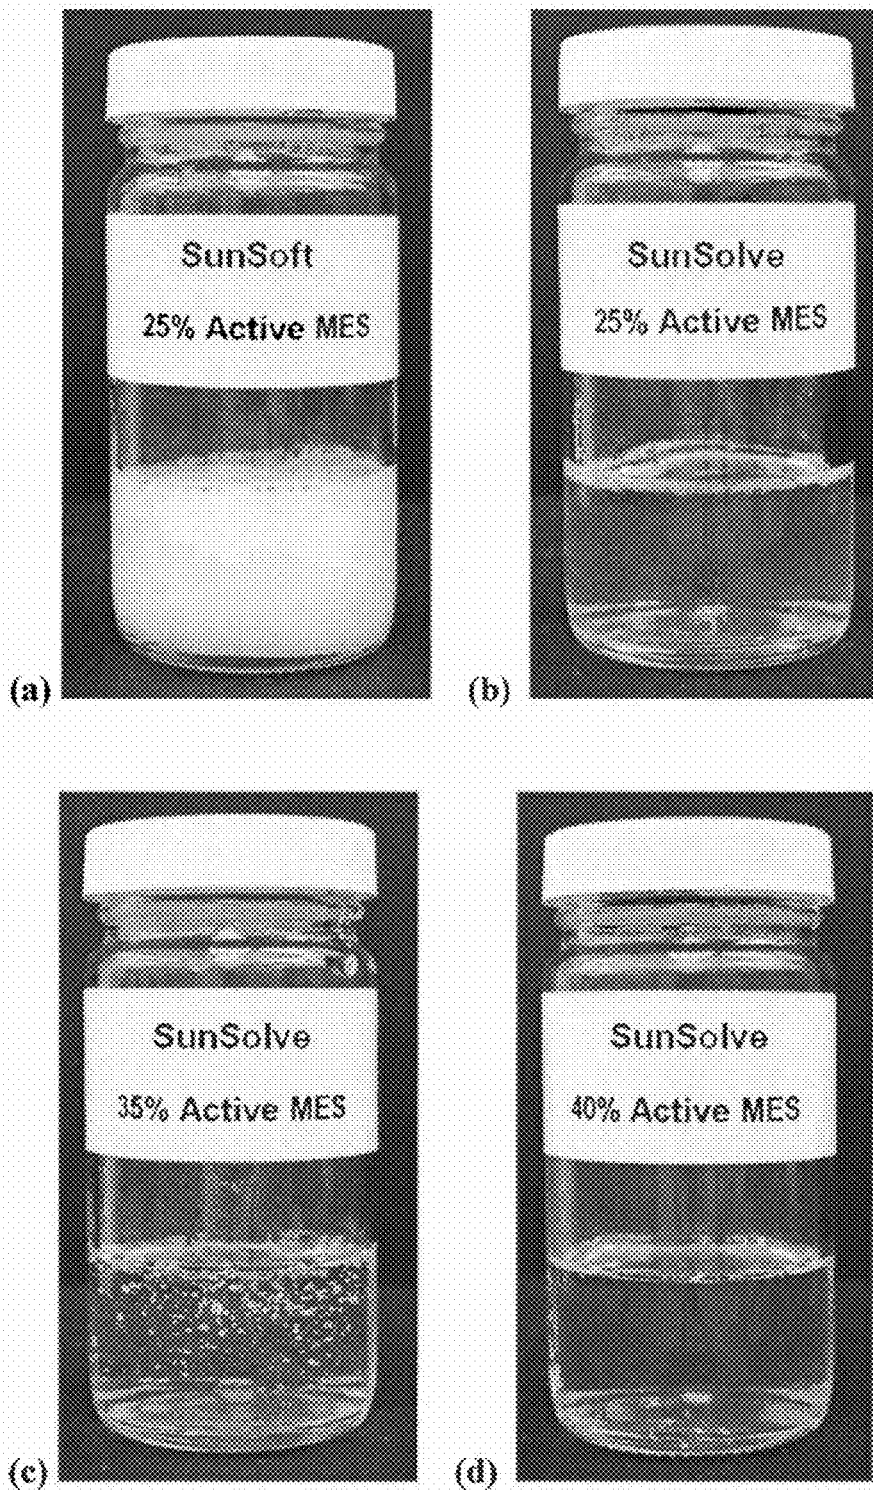 SunSoft
25% Active MES
(a)
SunSolve
25% Active MES
(b)
SunSolve
35% Active MES
(c)
SunSolve
40% Active MES
(d)